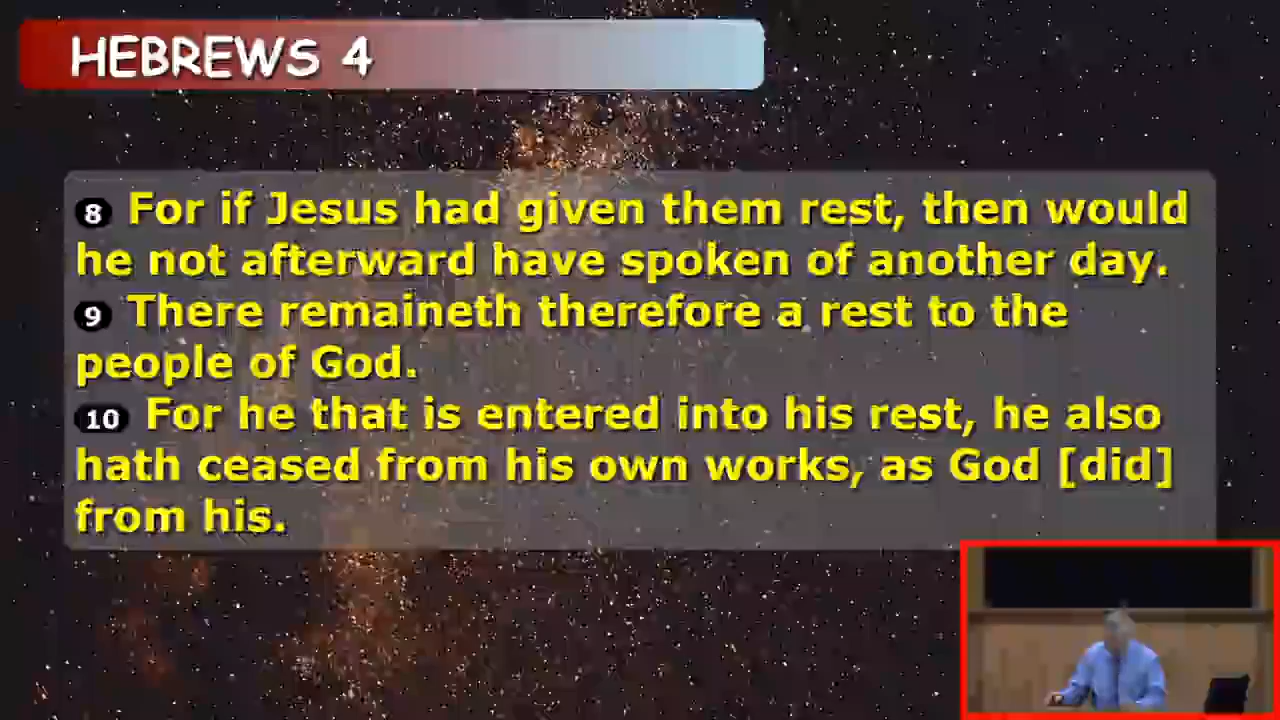 HEBREWS 4
8 For if Jesus had given them rest, then would
he not afterward have spoken of another day.
9 There remaineth therefore a rest to the
people of God.
10 For he that is entered into his rest, he also
hath ceased from his own works, as God [did]
from his.